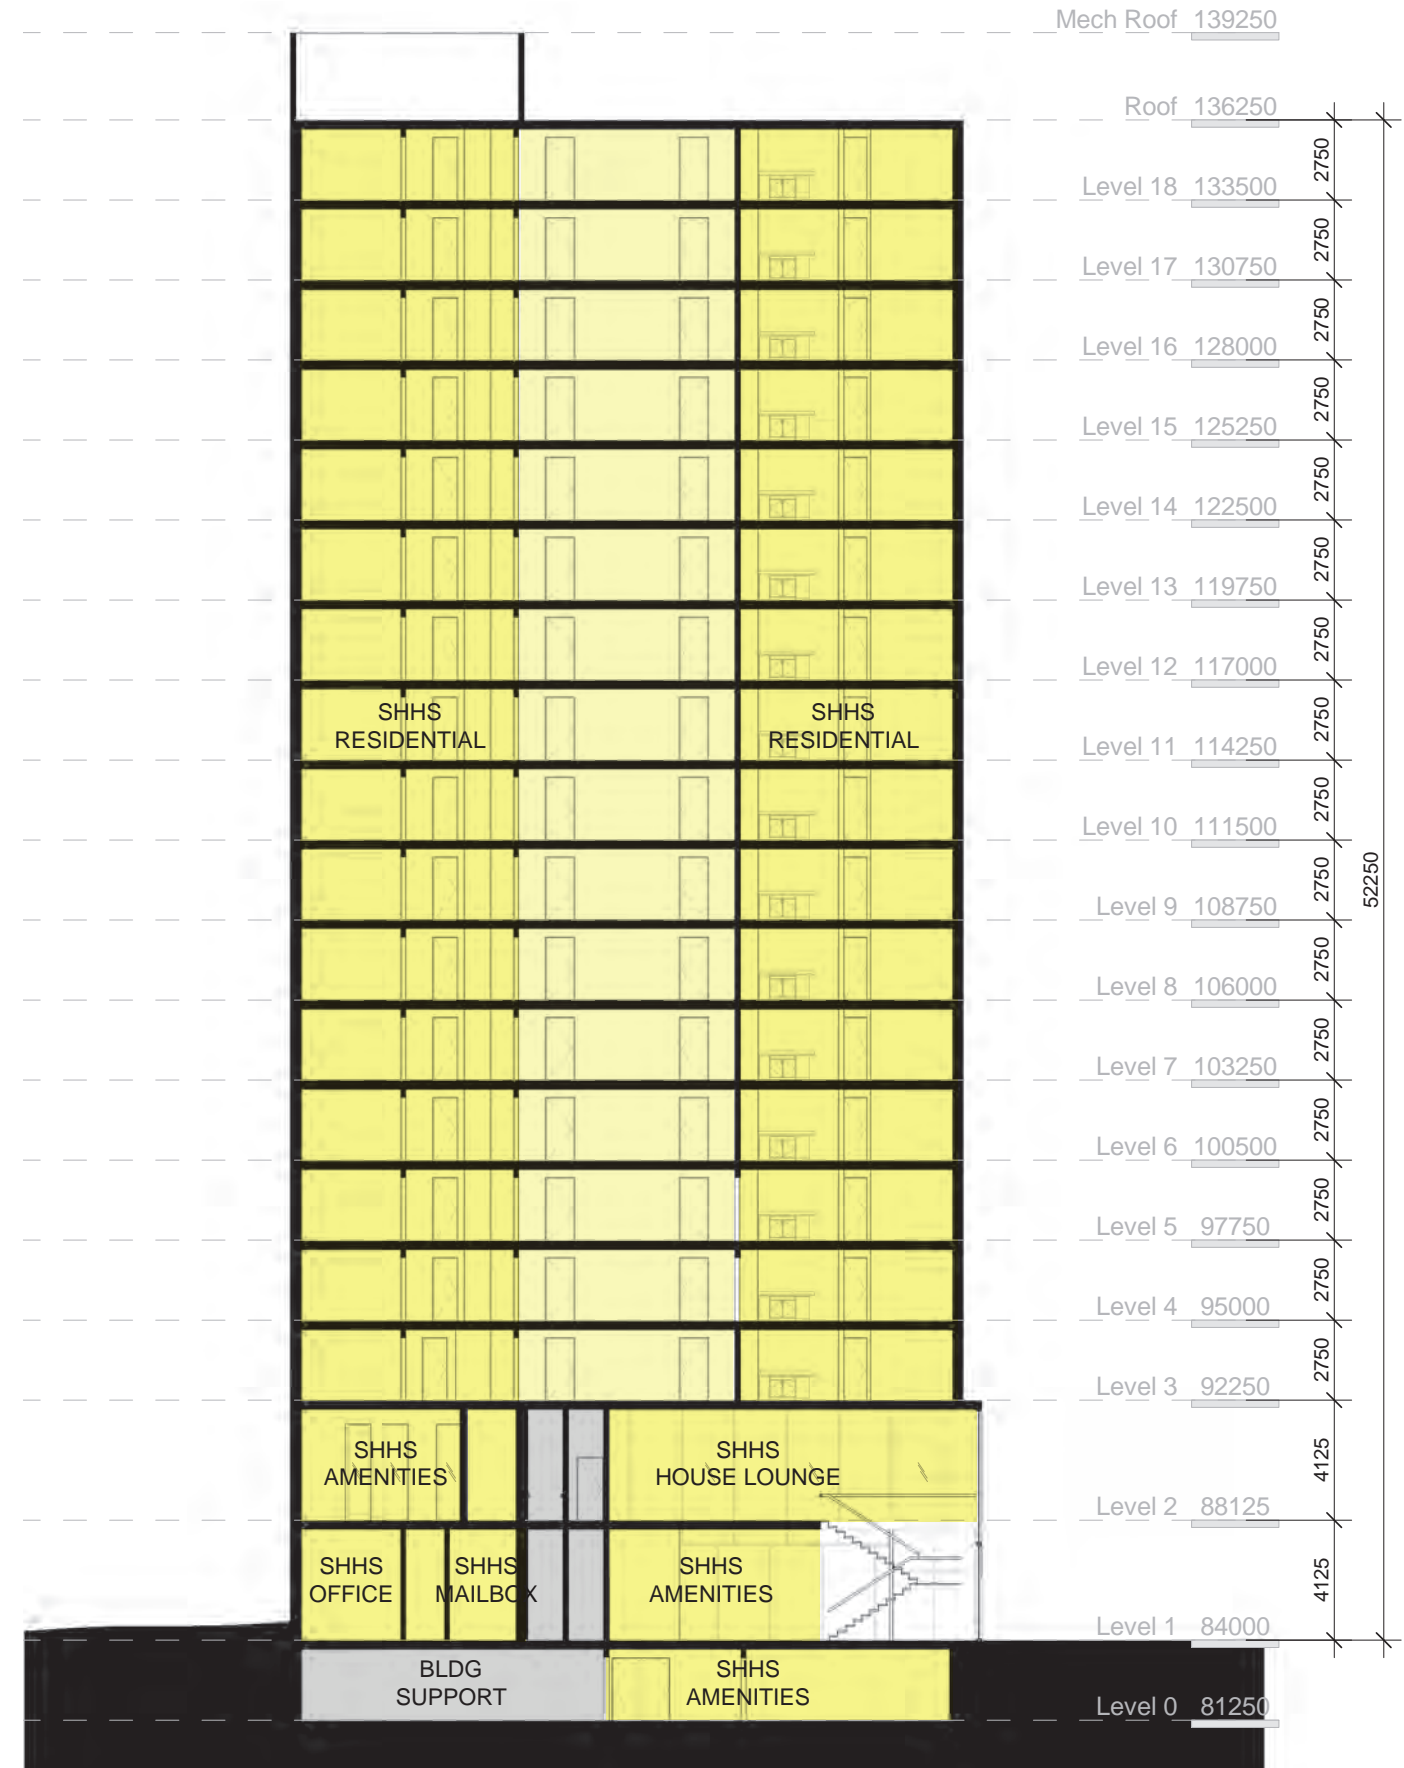 Mech Roof 139250
Roof 136250
2750
Level 18 133500
2750
Level 17 130750
2750
Level 16 128000
2750
Level 15 125250
2750
Level 14 122500
2750
Level 13 119750
2750
Level 12 117000
2750
SHHS
RESIDENTIAL
SHHS
RESIDENTIAL
Level 11 114250
2750
Level 10 111500
2750
Level 9 108750
52250
2750
Level 8 106000
2750
Level 7 103250
2750
Level 6 100500
2750
Level 5 97750
2750
Level 4 95000
2750
Level 3 92250
SHHS
AMENITIES
SHHS
HOUSE LOUNGE
4125
Level 2 88125
SHHS
OFFICE
SHHS
MAILBOX
SHHS
AMENITIES
4125
Level 1 84000
BLDG
SUPPORT
SHHS
AMENITIES
Level 0 81250